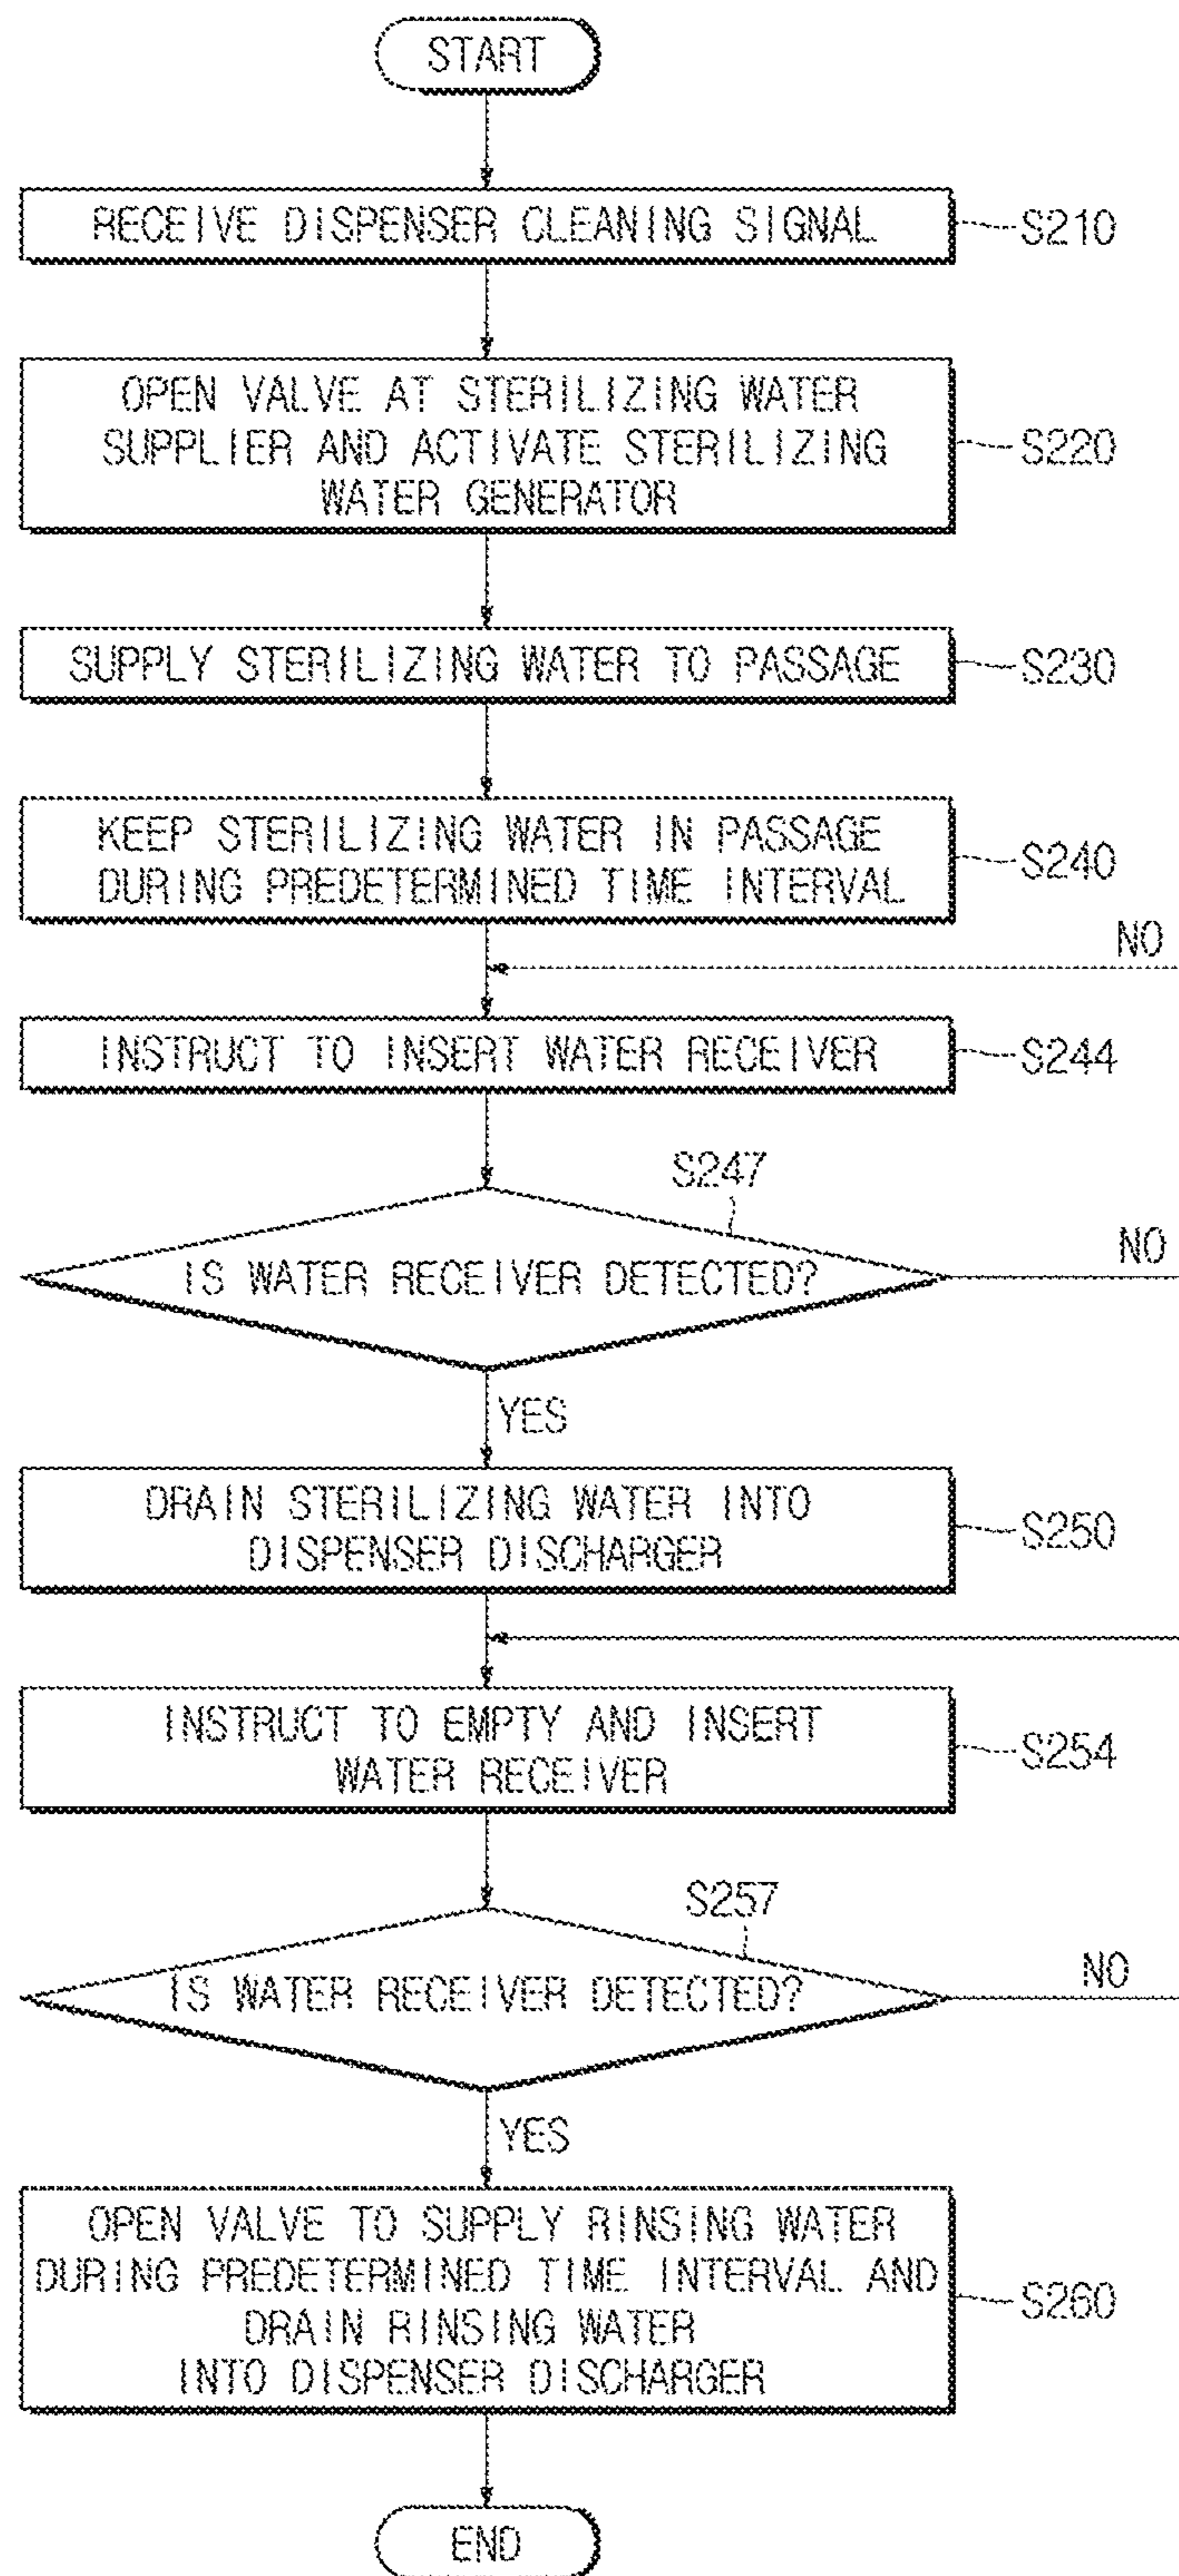 START
RECEIVE DISPENSER CLEANING SIGNAL
S210
OPEN VALVE AT STERILIZING WATER
SUPPLIER AND ACTIVATE STERILIZING
WATER GENERATOR
S220
SUPPLY STERILIZING WATER TO PASSAGE
S230
KEEP STERILIZING WATER IN PASSAGE
DURING PREDETERMINED TIME INTERVAL
S240
NO
INSTRUCT TO INSERT WATER RECEIVER
S244
S247
IS WATER RECEIVER DETECTED?
NO
YES
DRAIN STERILIZING WATER INTO
DISPENSER DISCHARGER
S250
INSTRUCT TO EMPTY AND INSERT
WATER RECEIVER
S254
S257
IS WATER RECEIVER DETECTED?
NO
YES
OPEN VALVE TO SUPPLY RINSING WATER
DURING PREDETERMINED TIME INTERVAL AND
DRAIN RINSING WATER
INTO DISPENSER DISCHARGER
S260
END